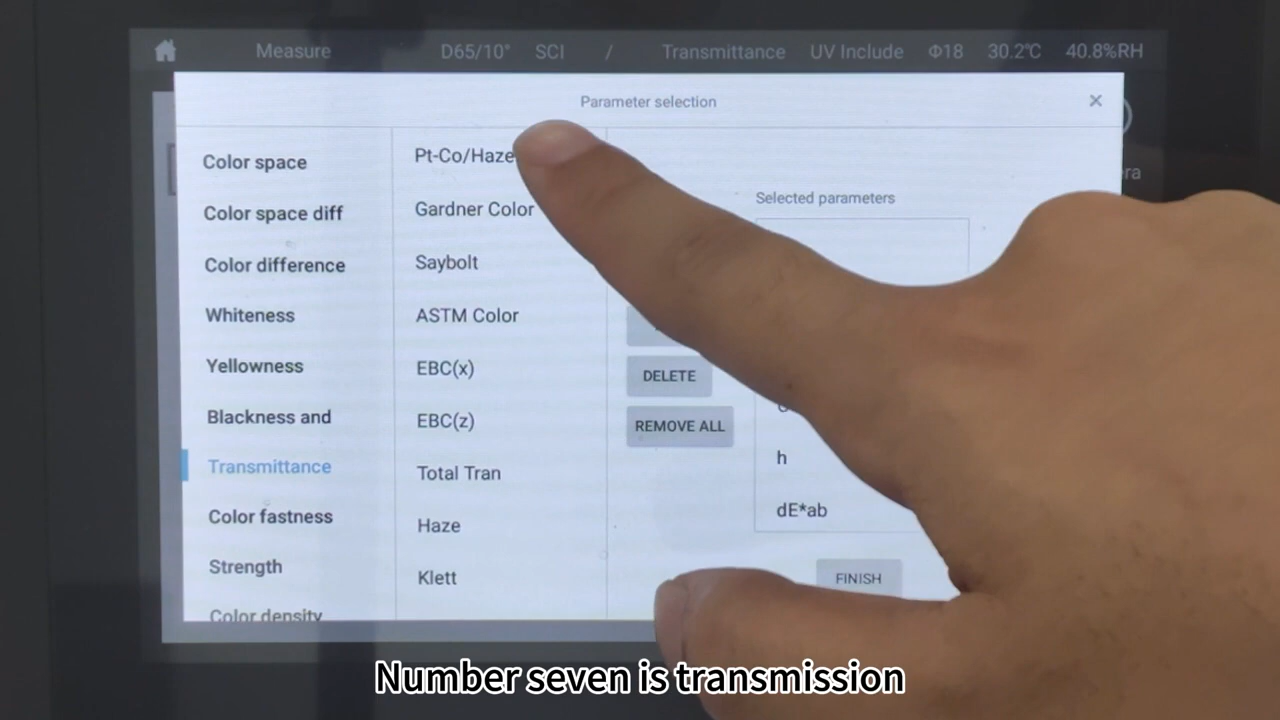 Measure D65/10° SCI / Transmittance UV Include Φ18 30.2℃ 40.8%RH
Parameter selection ×
Color space
Color space diff
Color difference
Whiteness
Yellowness
Blackness and
Transmittance
Color fastness
Strength
Color density
Pt-Co/Haze
Gardner Color
Saybolt
ASTM Color
EBC(x)
EBC(z)
Total Tran
Haze
Klett
DELETE
REMOVE ALL
Selected parameters
h
dE*ab
FINISH
Number seven is transmission